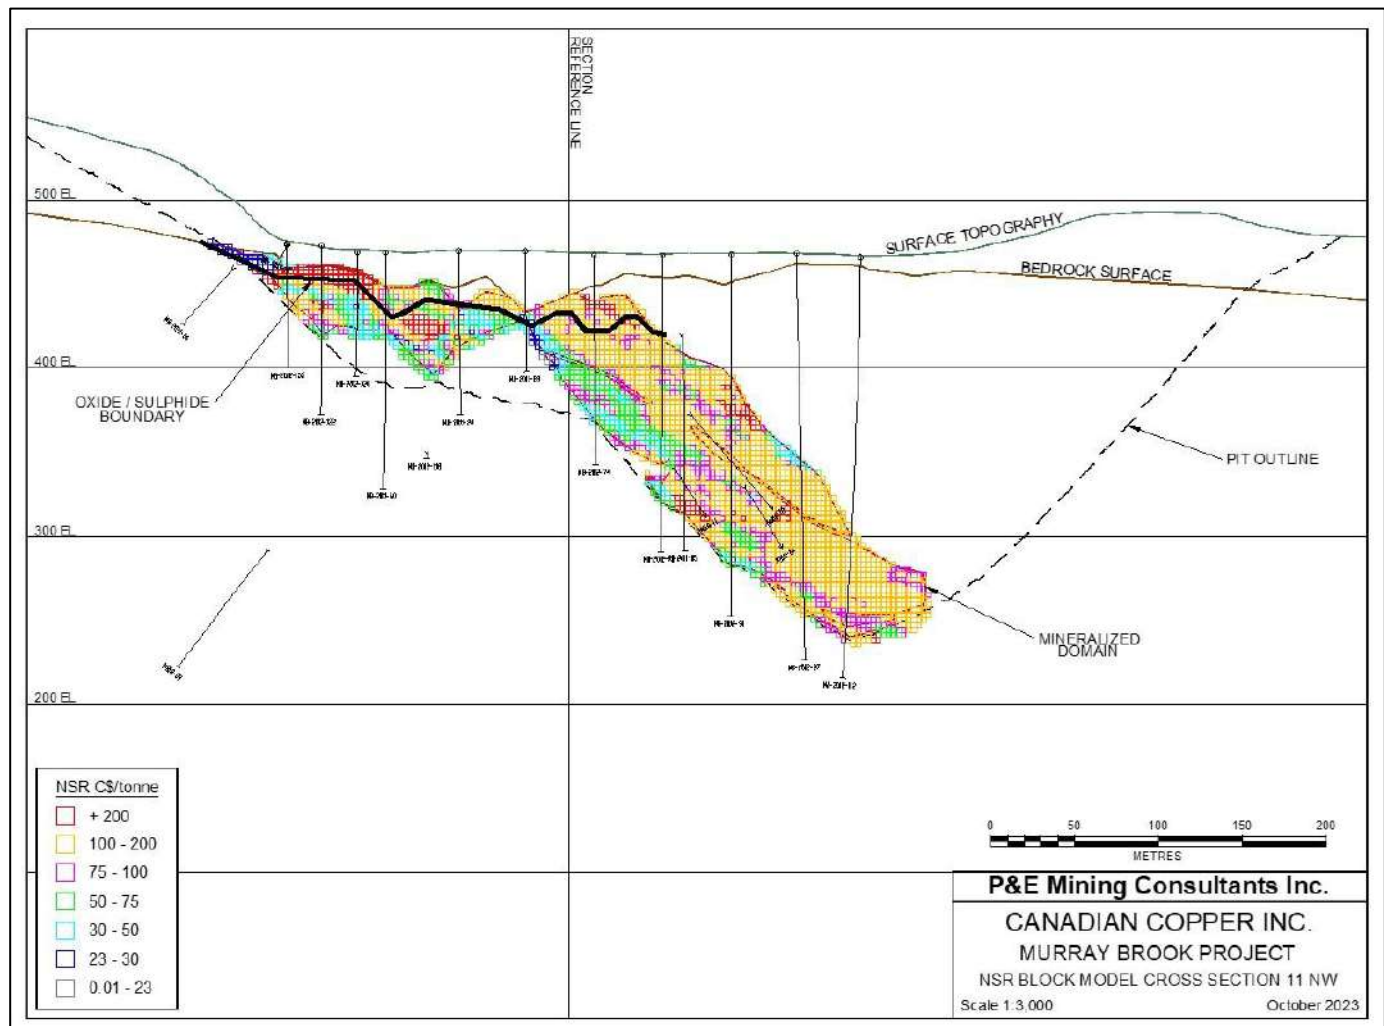 SECTION
REFERENCE LINE
500 EL
SURFACE TOPOGRAPHY
BEDROCK SURFACE
400 EL
OXIDE / SULPHIDE
BOUNDARY
PIT OUTLINE
300 EL
MINERALIZED
DOMAIN
200 EL
NSR C$/tonne
+ 200
100 - 200
75 - 100
50 - 75
30 - 50
23 - 30
0.01 - 23
0 50 100 150 200
METRES
P&E Mining Consultants Inc.
CANADIAN COPPER INC.
MURRAY BROOK PROJECT
NSR BLOCK MODEL CROSS SECTION 11 NW
Scale 1:3,000 October 2023